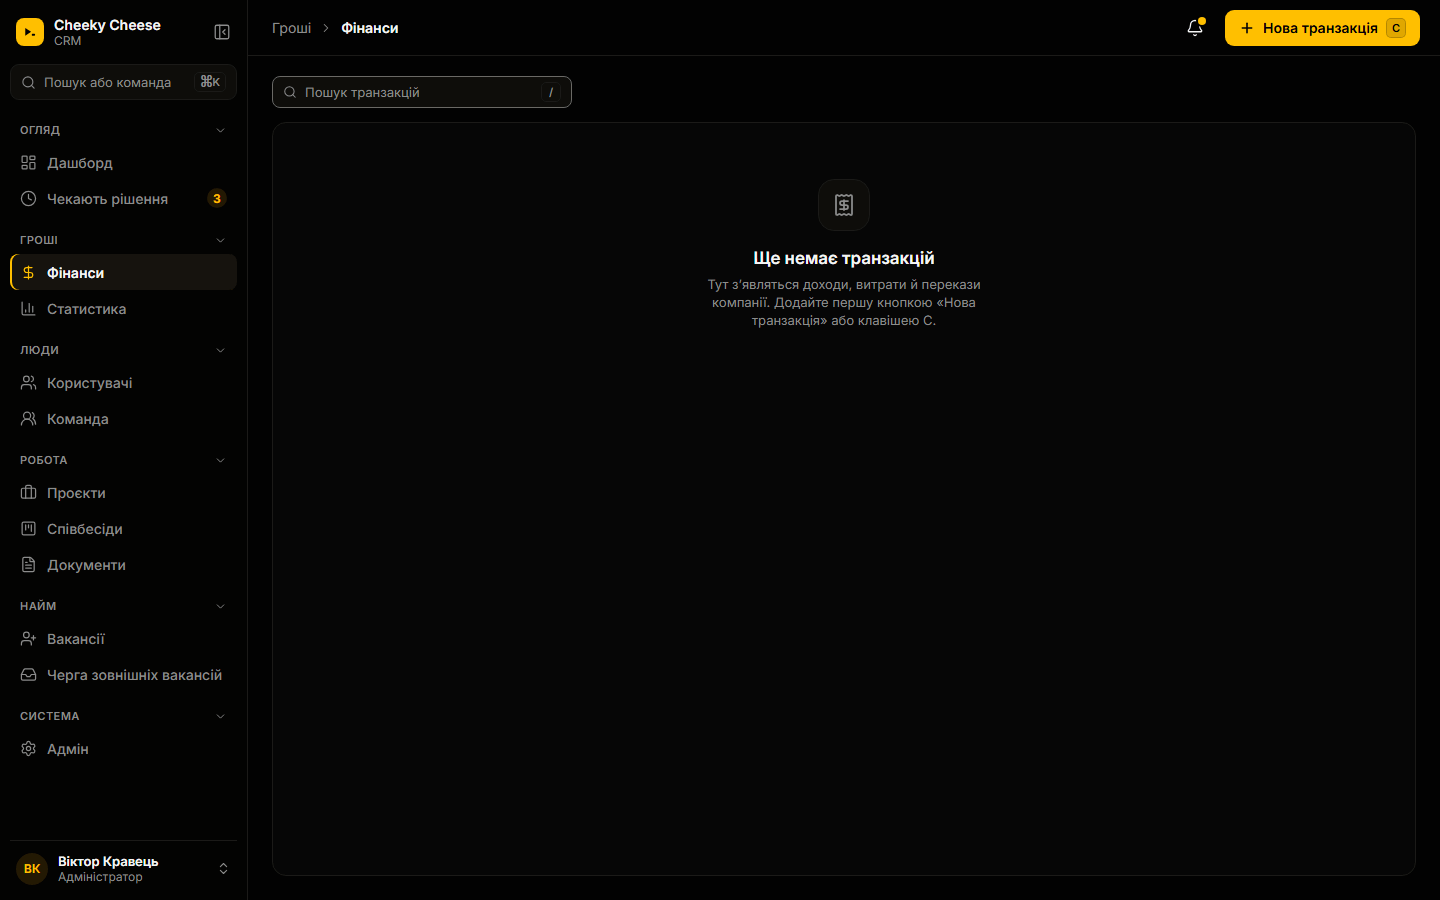 Cheeky Cheese
CRM
Пошук або команда
⌘K
ОГЛЯД
Дашборд
Чекають рішення
3
ГРОШІ
Фінанси
Статистика
ЛЮДИ
Користувачі
Команда
РОБОТА
Проєкти
Співбесіди
Документи
НАЙМ
Вакансії
Черга зовнішніх вакансій
СИСТЕМА
Адмін
ВК
Віктор Кравець
Адміністратор
Гроші
Фінанси
Нова транзакція
C
Пошук транзакцій
/
Ще немає транзакцій
Тут зʼявляться доходи, витрати й перекази
компанії. Додайте першу кнопкою «Нова
транзакція» або клавішею C.